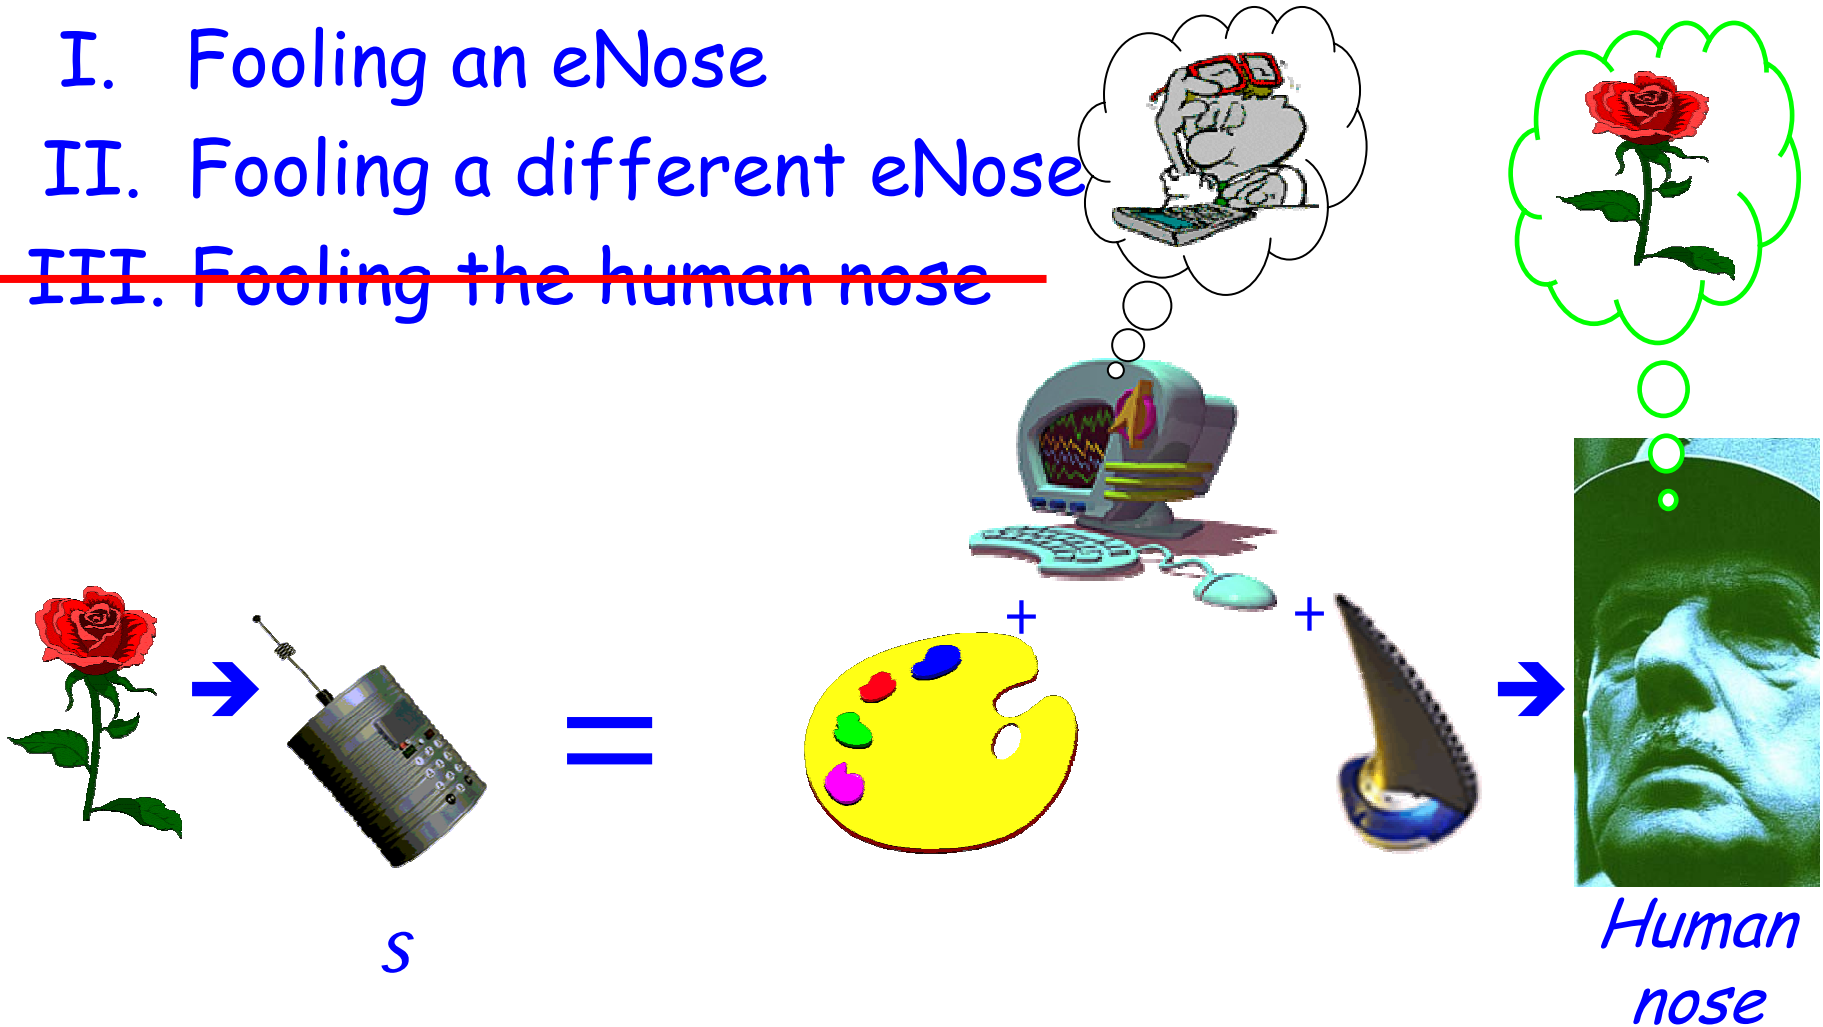 I. Fooling an eNose
II. Fooling a different eNose
III. Fooling the human nose
+
+
=
s
Human
nose